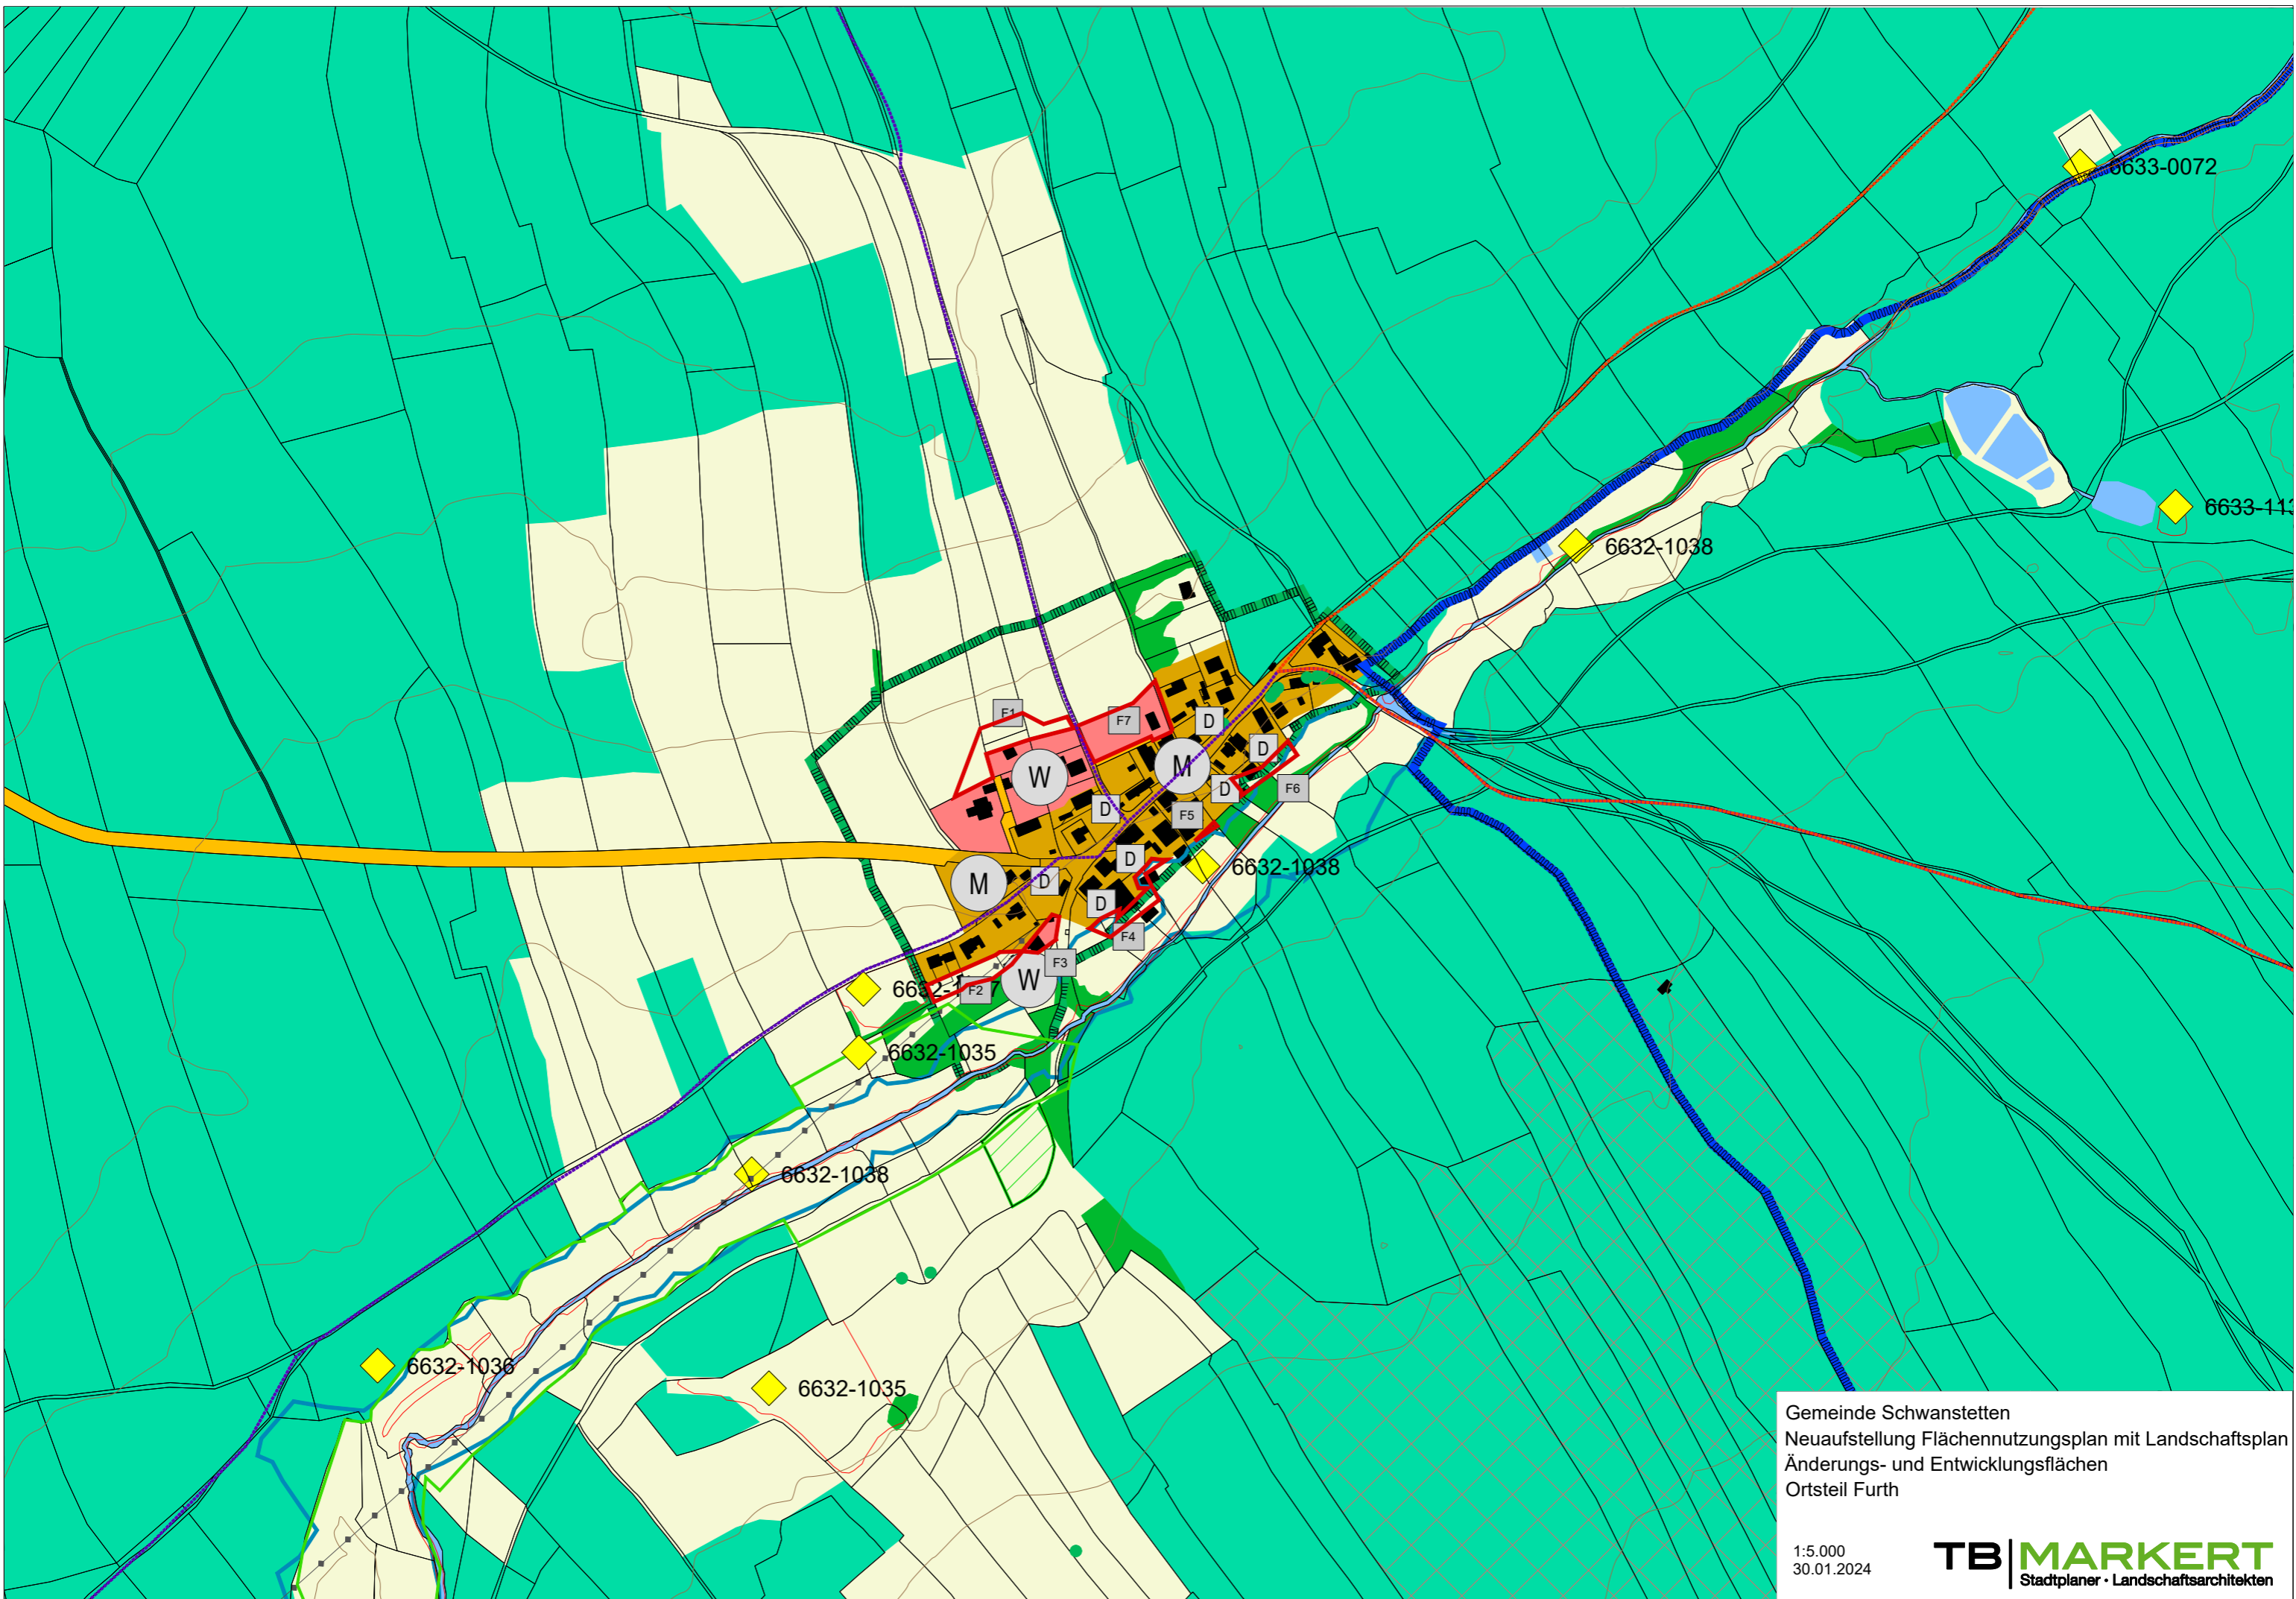 6633-0072
6633-113
6632-1038
F1
F7
D
W
M
D
D
F6
D
F5
6632-1038
D
M
D
D
F4
F3
W
F2
6632-1035
6632-1038
6632-1036
6632-1035
Gemeinde Schwanstetten
Neuaufstellung Flächennutzungsplan mit Landschaftsplan
Änderungs- und Entwicklungsflächen
Ortsteil Furth
1:5.000
30.01.2024
TB|MARKERT
Stadtplaner · Landschaftsarchitekten